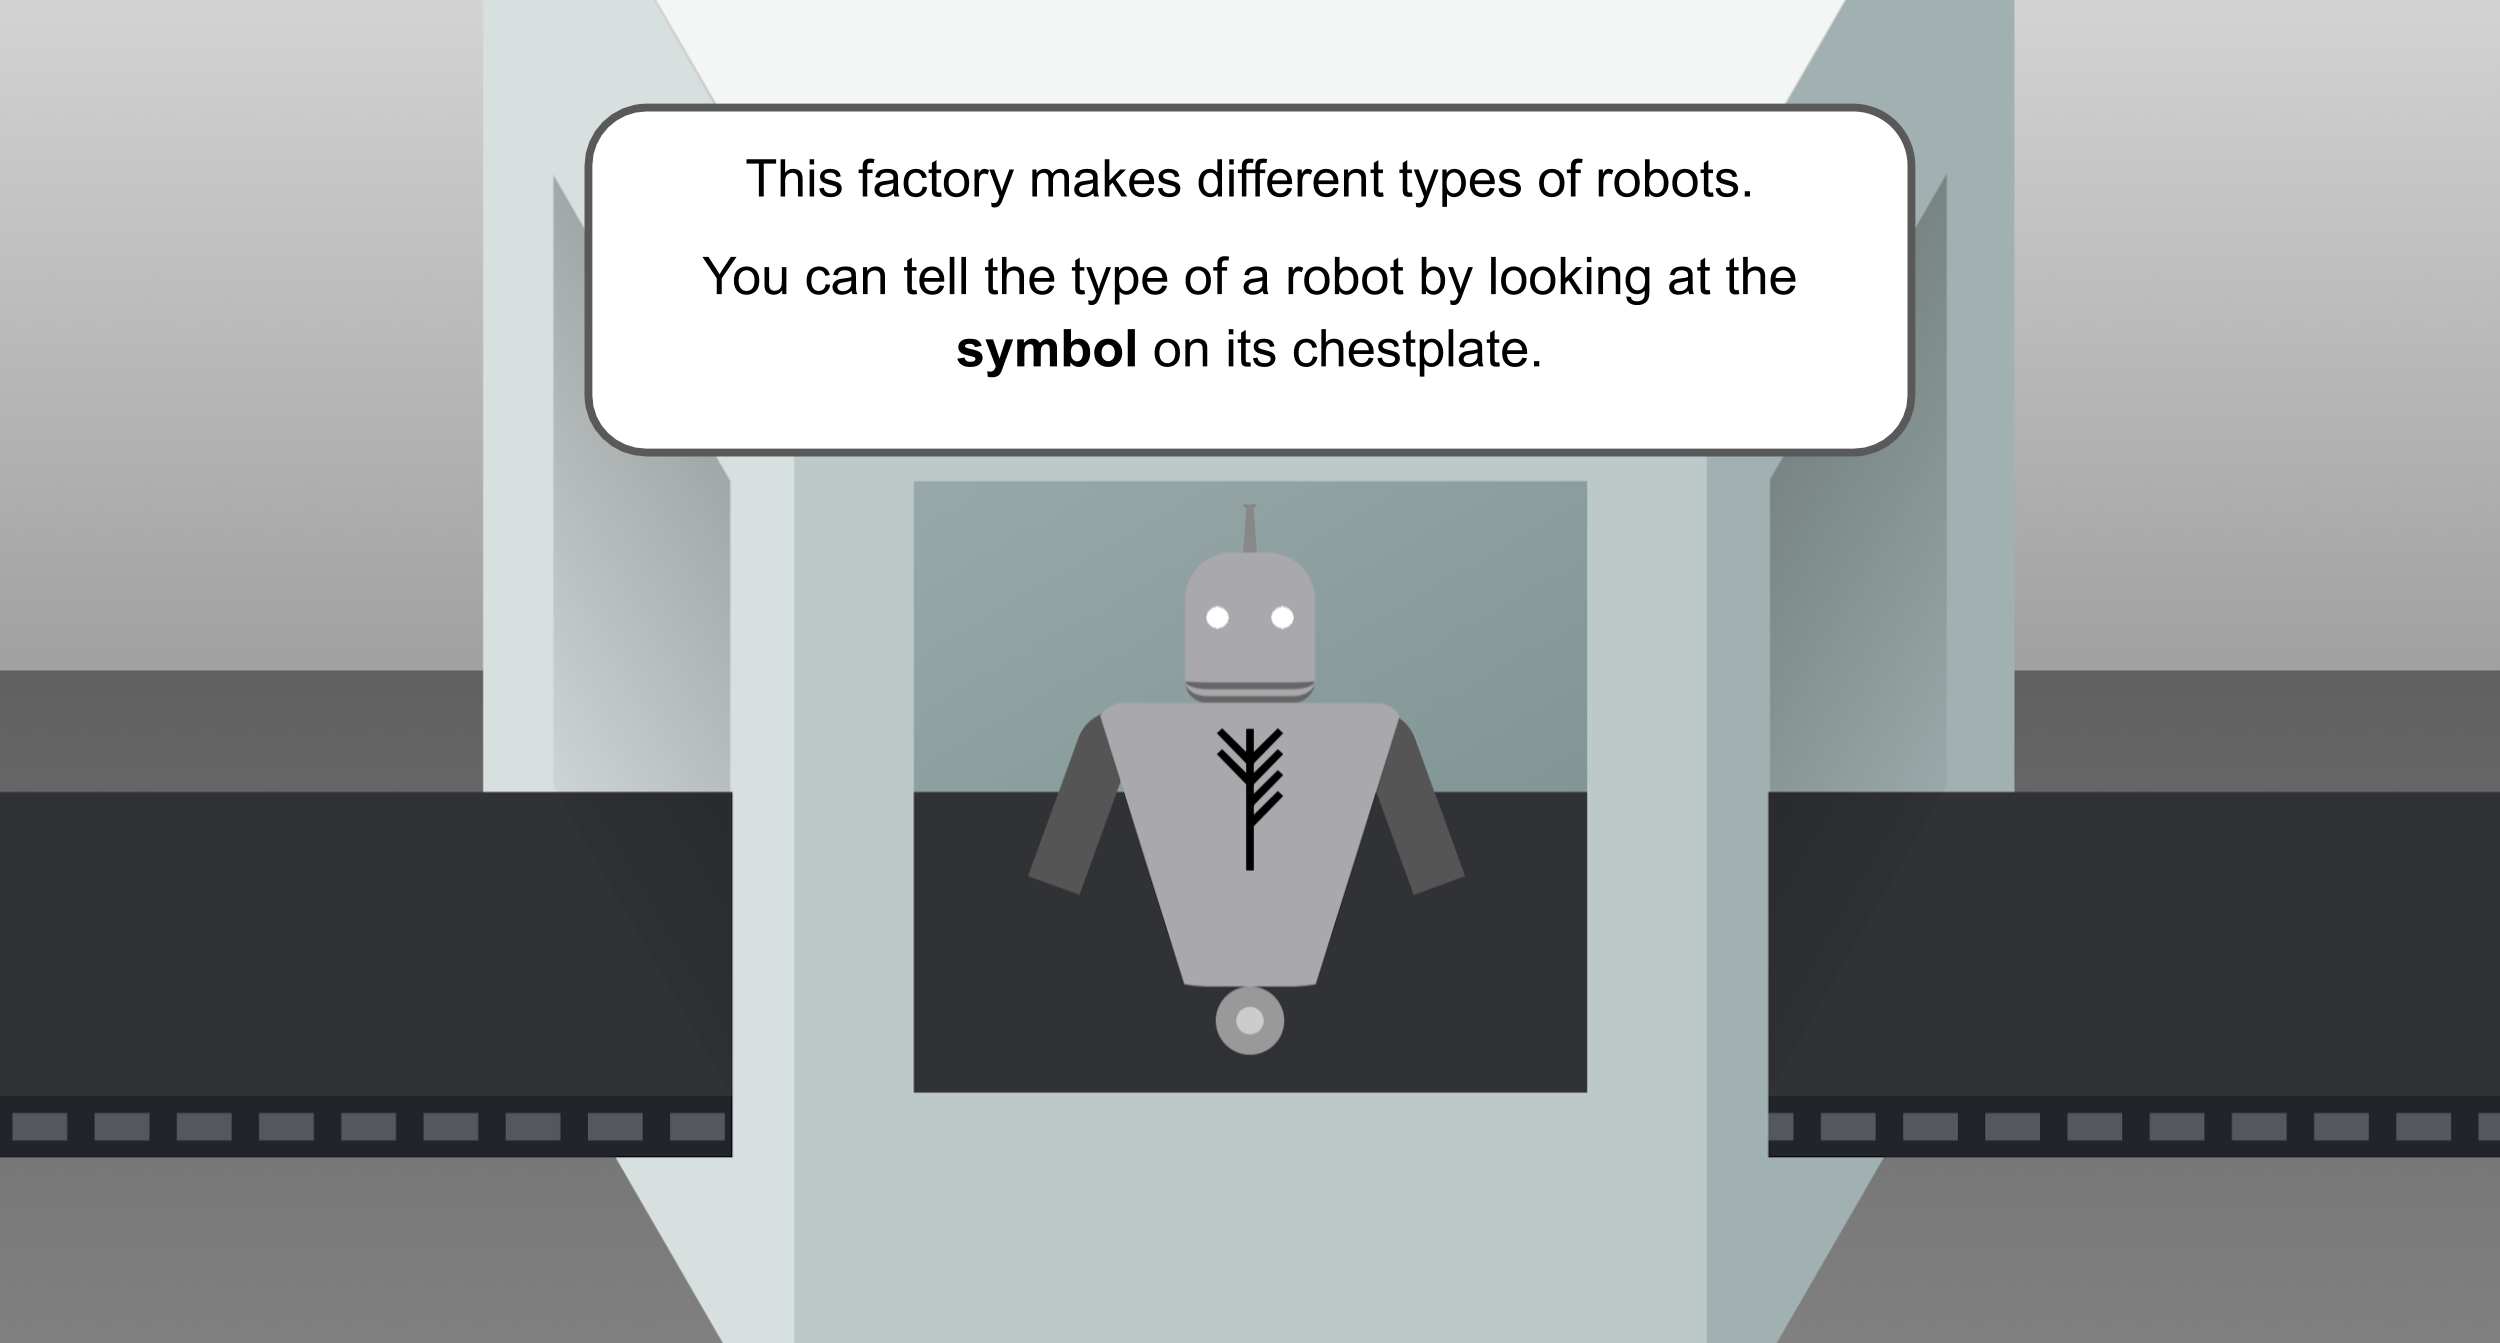 This factory makes different types of robots.
You can tell the type of a robot by looking at the
symbol on its chestplate.